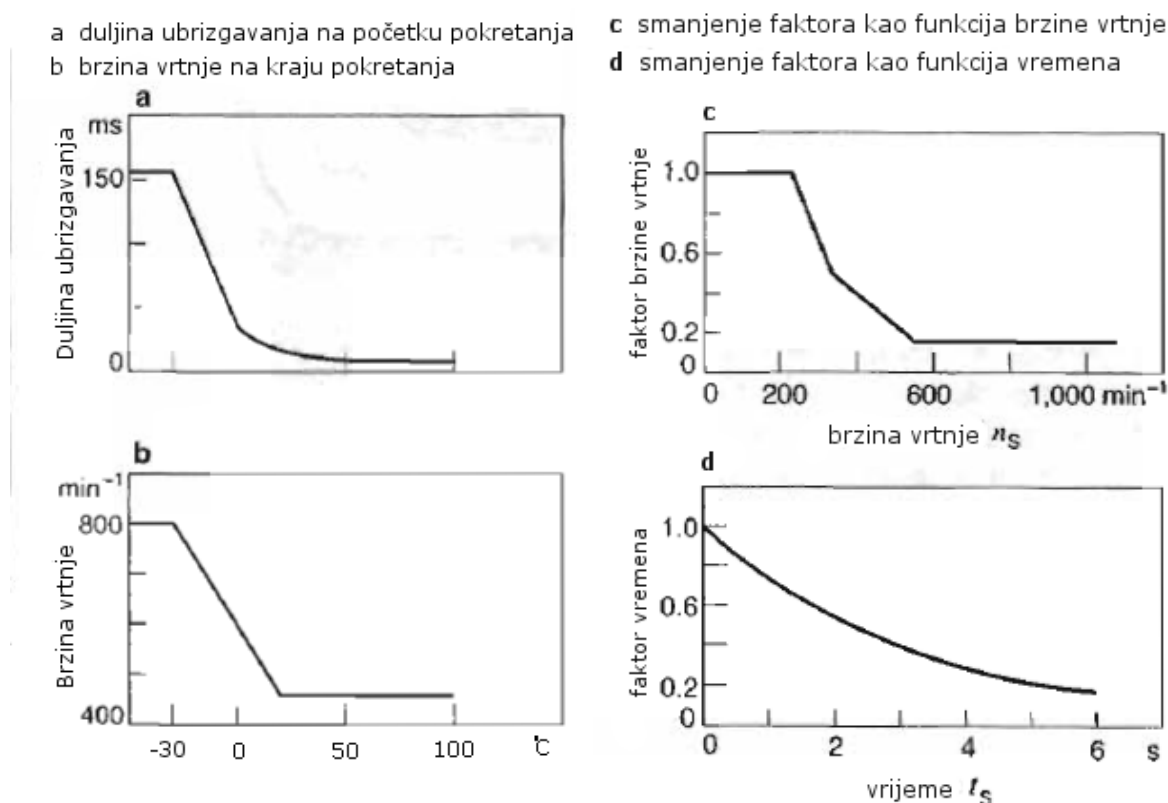 a duljina ubrizgavanja na početku pokretanja
b brzina vrtnje na kraju pokretanja
c smanjenje faktora kao funkcija brzine vrtnje
d smanjenje faktora kao funkcija vremena
a
ms
150
0
Duljina ubrizgavanja
b
min⁻¹
800
400
Brzina vrtnje
-30 0 50 100 °C
c
1.0
0.6
0.2
0
faktor brzine vrtnje
0 200 600 1,000 min⁻¹
brzina vrtnje nS
d
1.0
0.6
0.2
0
faktor vremena
0 2 4 6 s
vrijeme tS